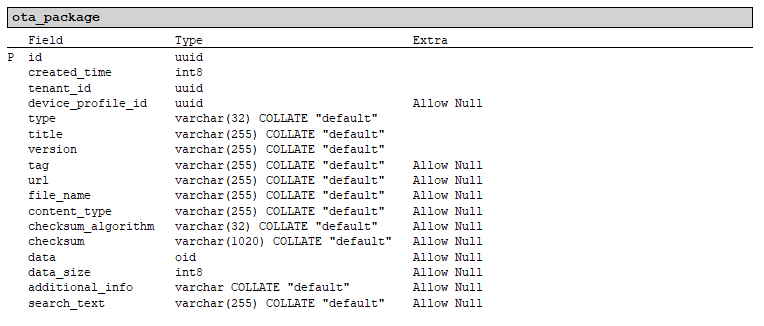 ota_package
Field Type Extra
P id uuid
created_time int8
tenant_id uuid
device_profile_id uuid Allow Null
type varchar(32) COLLATE "default"
title varchar(255) COLLATE "default"
version varchar(255) COLLATE "default"
tag varchar(255) COLLATE "default" Allow Null
url varchar(255) COLLATE "default" Allow Null
file_name varchar(255) COLLATE "default" Allow Null
content_type varchar(255) COLLATE "default" Allow Null
checksum_algorithm varchar(32) COLLATE "default" Allow Null
checksum varchar(1020) COLLATE "default" Allow Null
data oid Allow Null
data_size int8 Allow Null
additional_info varchar COLLATE "default" Allow Null
search_text varchar(255) COLLATE "default" Allow Null